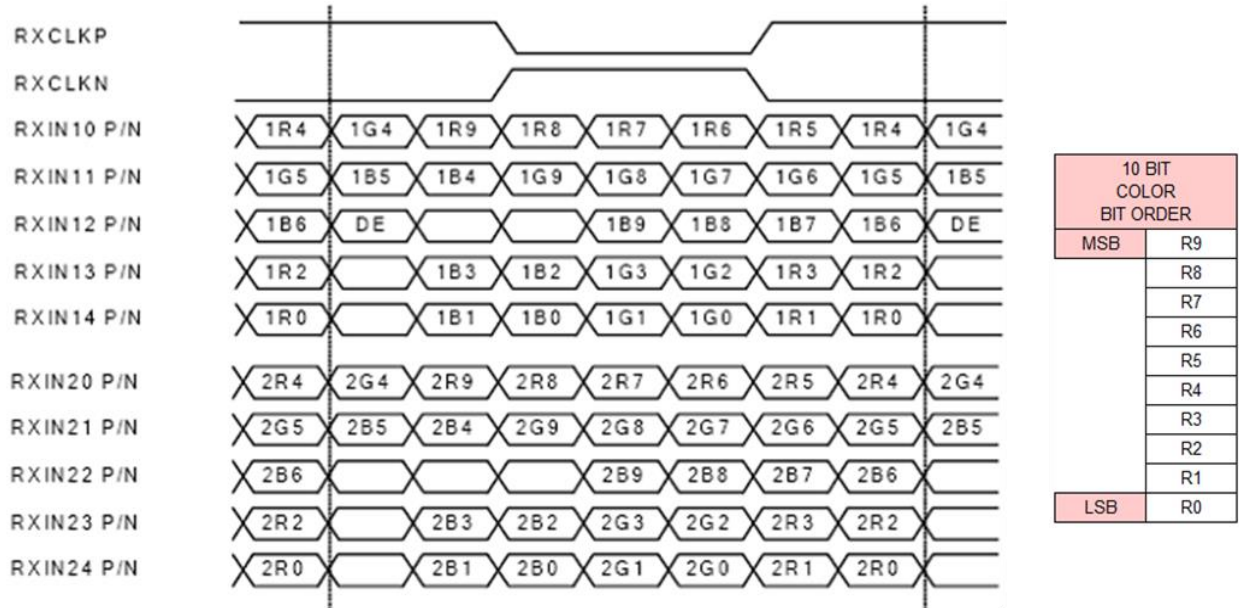 RXCLKP
RXCLKN
RXIN10 P/N 1R4 1G4 1R9 1R8 1R7 1R6 1R5 1R4 1G4
RXIN11 P/N 1G5 1B5 1B4 1G9 1G8 1G7 1G6 1G5 1B5
RXIN12 P/N 1B6 DE 1B9 1B8 1B7 1B6 DE
RXIN13 P/N 1R2 1B3 1B2 1G3 1G2 1R3 1R2
RXIN14 P/N 1R0 1B1 1B0 1G1 1G0 1R1 1R0
RXIN20 P/N 2R4 2G4 2R9 2R8 2R7 2R6 2R5 2R4 2G4
RXIN21 P/N 2G5 2B5 2B4 2G9 2G8 2G7 2G6 2G5 2B5
RXIN22 P/N 2B6 2B9 2B8 2B7 2B6
RXIN23 P/N 2R2 2B3 2B2 2G3 2G2 2R3 2R2
RXIN24 P/N 2R0 2B1 2B0 2G1 2G0 2R1 2R0
10 BIT
COLOR
BIT ORDER
MSB R9
R8
R7
R6
R5
R4
R3
R2
R1
LSB R0